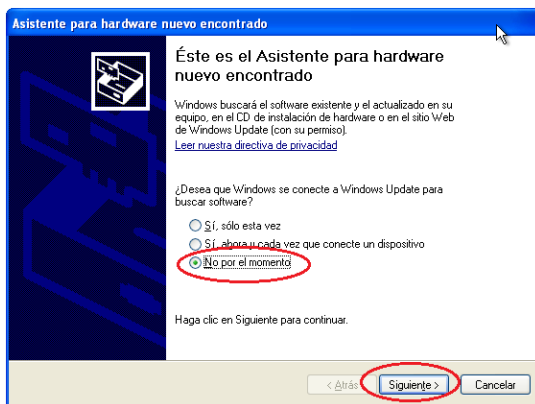 Asistente para hardware nuevo encontrado
Éste es el Asistente para hardware
nuevo encontrado
Windows buscará el software existente y el actualizado en su
equipo, en el CD de instalación de hardware o en el sitio Web
de Windows Update (con su permiso).
Leer nuestra directiva de privacidad
¿Desea que Windows se conecte a Windows Update para
buscar software?
Sí, sólo esta vez
Sí, ahora y cada vez que conecte un dispositivo
No por el momento
Haga clic en Siguiente para continuar.
< Atrás
Siguiente >
Cancelar